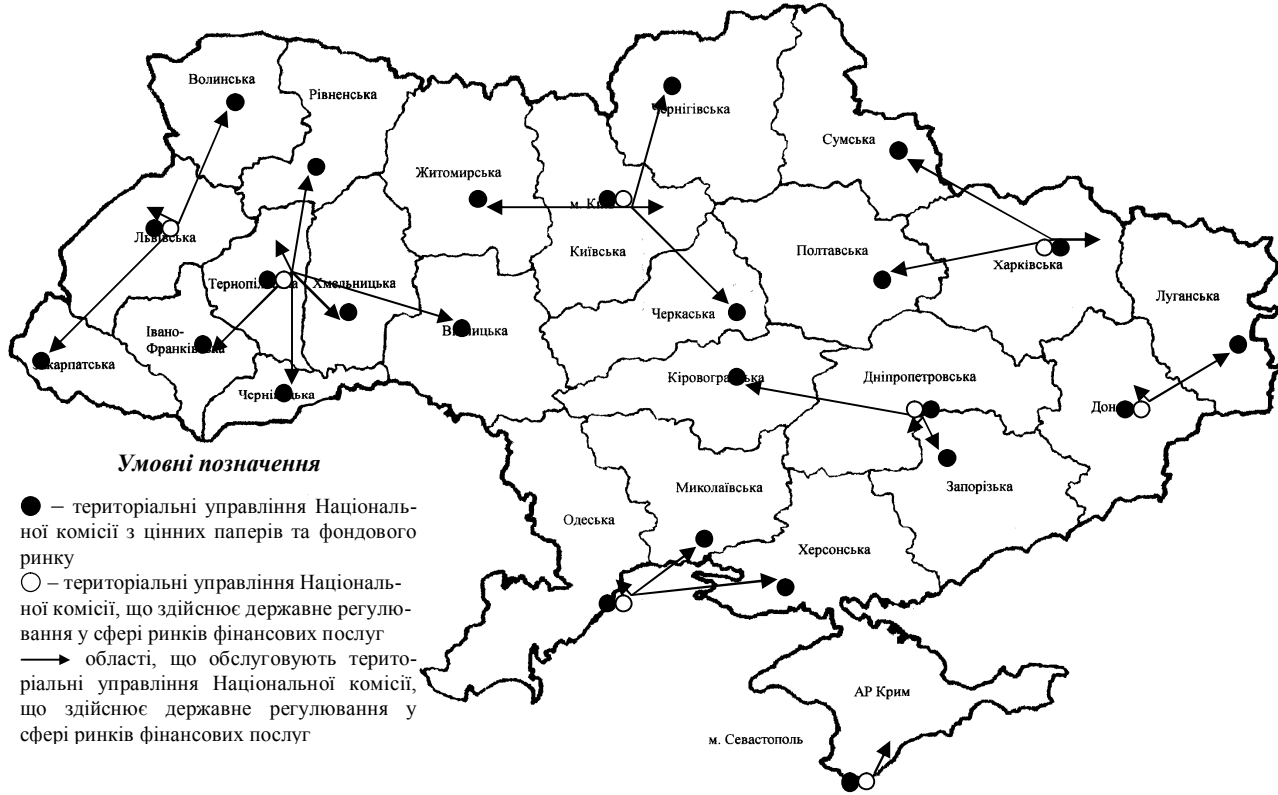 Волинська
Рівненська
Чернігівська
Сумська
Житомирська
м. Київ
Львівська
Київська
Полтавська
Харківська
Тернопільська
Хмельницька
Луганська
Черкаська
Івано-
Франківська
Вінницька
Закарпатська
Кіровоградська
Дніпропетровська
Чернівецька
Дон
Умовні позначення
Миколаївська
Запорізька
Одеська
Херсонська
● – територіальні управління Національ-
ної комісії з цінних паперів та фондового
ринку
○ – територіальні управління Національ-
ної комісії, що здійснює державне регулю-
вання у сфері ринків фінансових послуг
→ області, що обслуговують терито-
ріальні управління Національної комісії,
що здійснює державне регулювання у
сфері ринків фінансових послуг
АР Крим
м. Севастополь